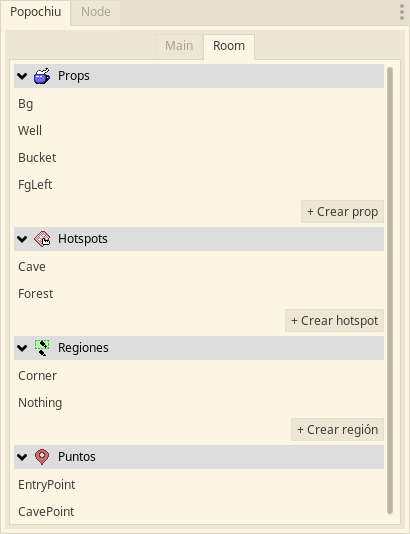 Popochiu Node
Main Room
Props
Bg
Well
Bucket
FgLeft
+ Crear prop
Hotspots
Cave
Forest
+ Crear hotspot
Regiones
Corner
Nothing
+ Crear región
Puntos
EntryPoint
CavePoint